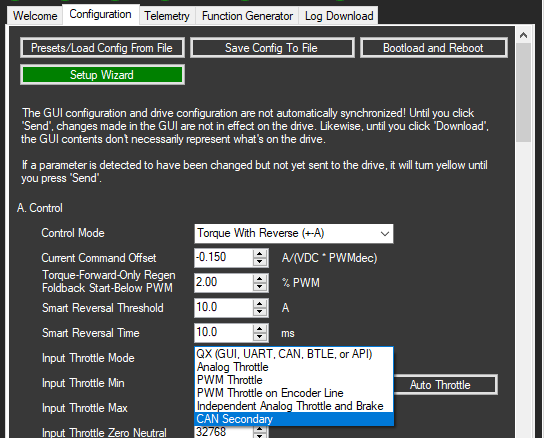 Welcome Configuration Telemetry Function Generator Log Download
Presets/Load Config From File Save Config To File Bootload and Reboot
Setup Wizard
The GUI configuration and drive configuration are not automatically synchronized! Until you click
'Send', changes made in the GUI are not in effect on the drive. Likewise, until you click 'Download',
the GUI contents don't necessarily represent what's on the drive.
If a parameter is detected to have been changed but not yet sent to the drive, it will turn yellow until
you press 'Send'.
A. Control
Control Mode Torque With Reverse (+-A)
Current Command Offset -0.150 A/(VDC * PWMdec)
Torque-Forward-Only Regen
Foldback Start-Below PWM 2.00 % PWM
Smart Reversal Threshold 10.0 A
Smart Reversal Time 10.0 ms
Input Throttle Mode QX (GUI, UART, CAN, BTLE, or API)
Analog Throttle
Input Throttle Min PWM Throttle Auto Throttle
PWM Throttle on Encoder Line
Input Throttle Max Independent Analog Throttle and Brake
CAN Secondary
Input Throttle Zero Neutral 32768